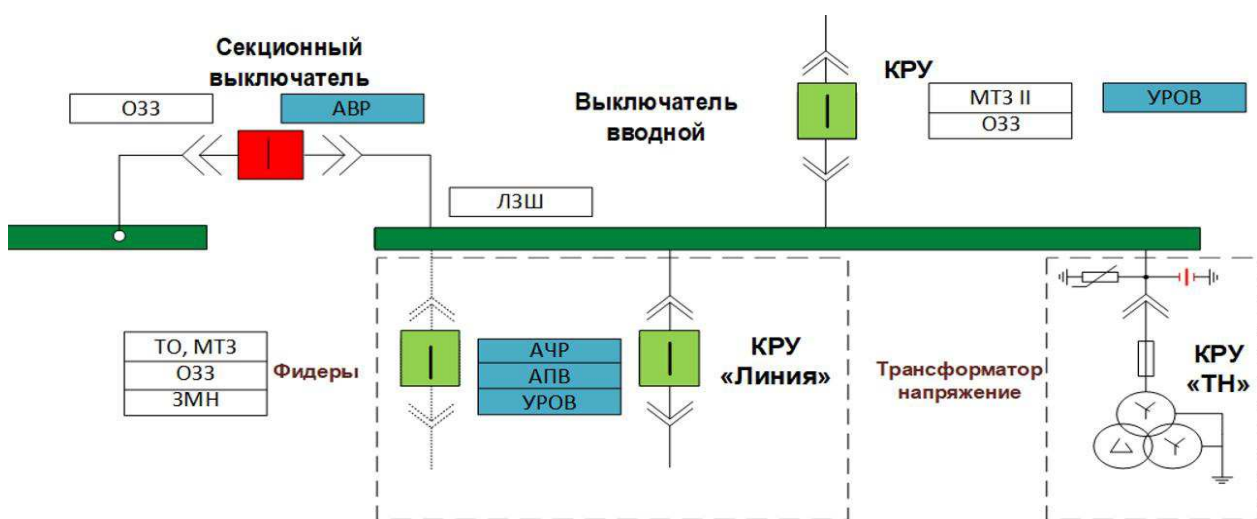 Секционный
выключатель
ОЗЗ
АВР
Выключатель
вводной
КРУ
МТЗ II
ОЗЗ
УРОВ
ЛЗШ
ТО, МТЗ
ОЗЗ
ЗМН
Фидеры
АЧР
АПВ
УРОВ
КРУ
«Линия»
Трансформатор
напряжение
КРУ
«ТН»